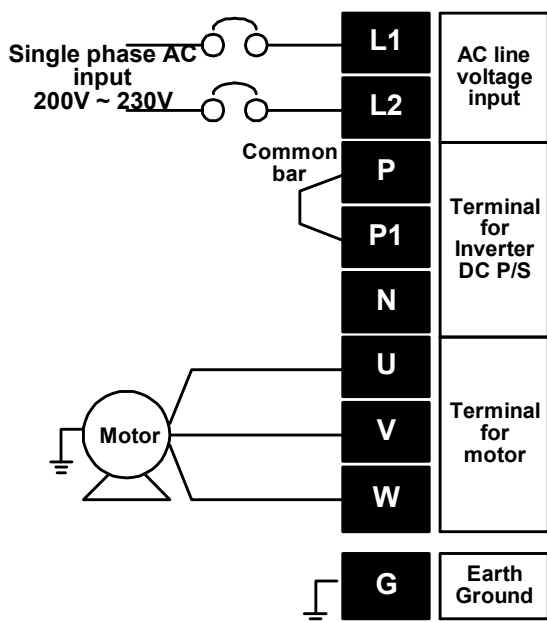 Single phase AC
input
200V ~ 230V
L1
L2
AC line
voltage
input
Common
bar
P
P1
N
Terminal
for
Inverter
DC P/S
U
V
W
Motor
Terminal
for
motor
G
Earth
Ground